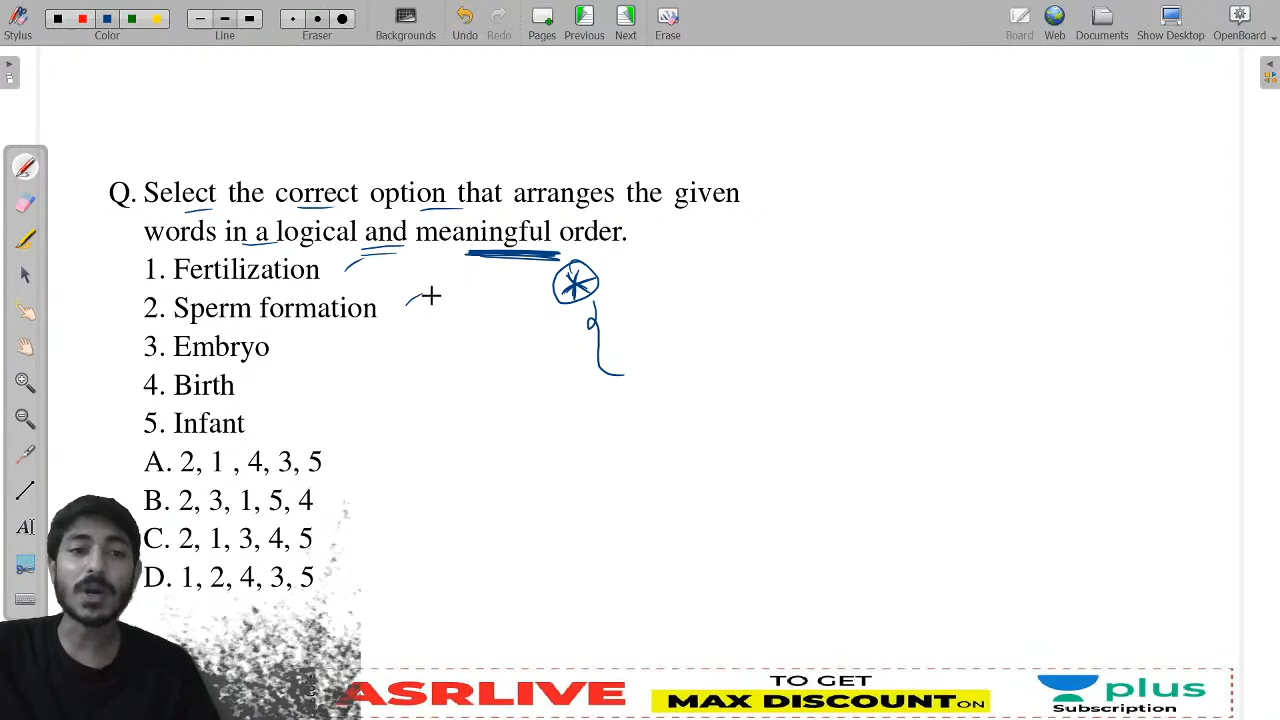 Stylus
Color
Line
Eraser
Backgrounds
Undo
Redo
Pages
Previous
Next
Erase
Board
Web
Documents
Show Desktop
OpenBoard
Q. Select the correct option that arranges the given
words in a logical and meaningful order.
1. Fertilization
2. Sperm formation
3. Embryo
4. Birth
5. Infant
A. 2, 1 , 4, 3, 5
B. 2, 3, 1, 5, 4
C. 2, 1, 3, 4, 5
D. 1, 2, 4, 3, 5
AI
ASRLIVE
TO GET
MAX DISCOUNT ON
plus
Subscription